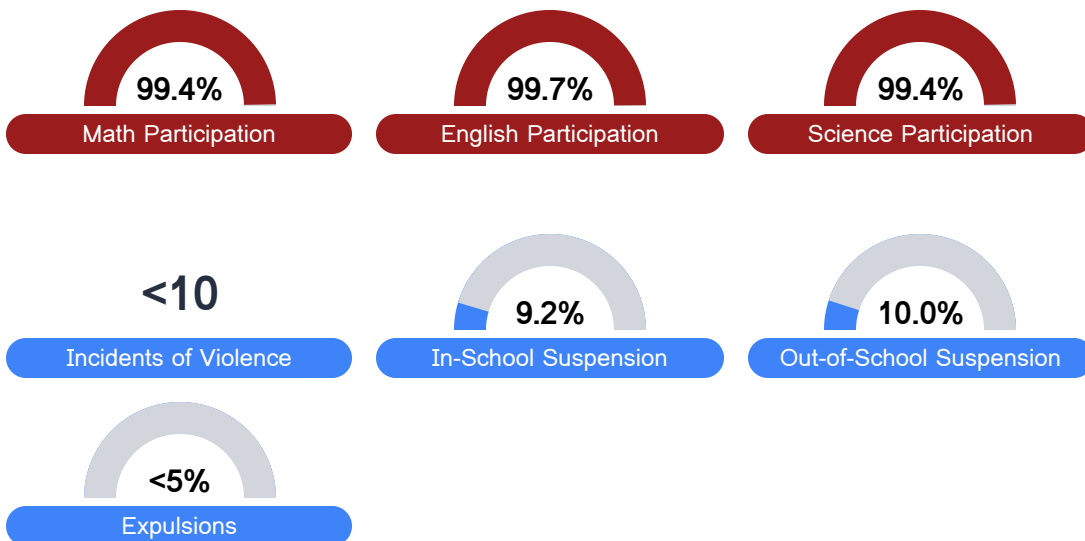 99.4%
Math Participation
99.7%
English Participation
99.4%
Science Participation
<10
Incidents of Violence
9.2%
In-School Suspension
10.0%
Out-of-School Suspension
<5%
Expulsions